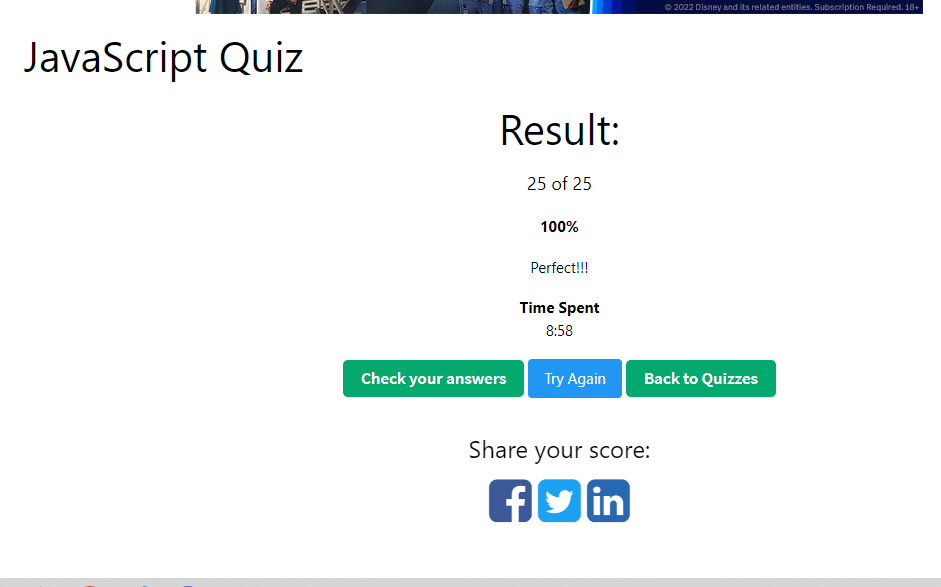 © 2022 Disney and its related entities. Subscription Required. 18+
JavaScript Quiz
Result:
25 of 25
100%
Perfect!!!
Time Spent
8:58
Check your answers
Try Again
Back to Quizzes
Share your score:
f
in